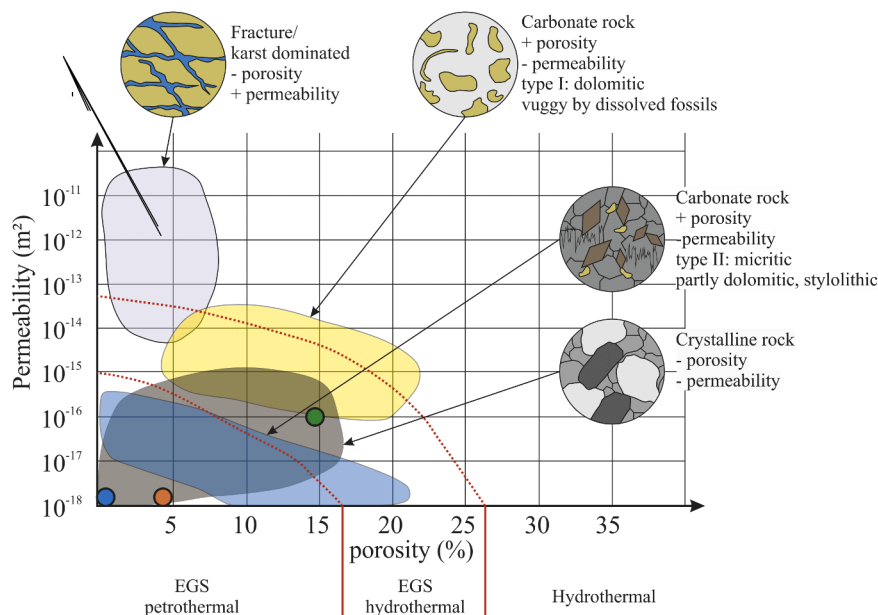 Fracture/
karst dominated
- porosity
+ permeability
Carbonate rock
+ porosity
- permeability
type I: dolomitic
vuggy by dissolved fossils
Carbonate rock
+ porosity
-permeability
type II: micritic
partly dolomitic, stylolithic
Crystalline rock
- porosity
- permeability
Permeability (m²)
10⁻¹¹
10⁻¹²
10⁻¹³
10⁻¹⁴
10⁻¹⁵
10⁻¹⁶
10⁻¹⁷
10⁻¹⁸
5 10 15 20 25 30 35
porosity (%)
EGS
petrothermal
EGS
hydrothermal
Hydrothermal